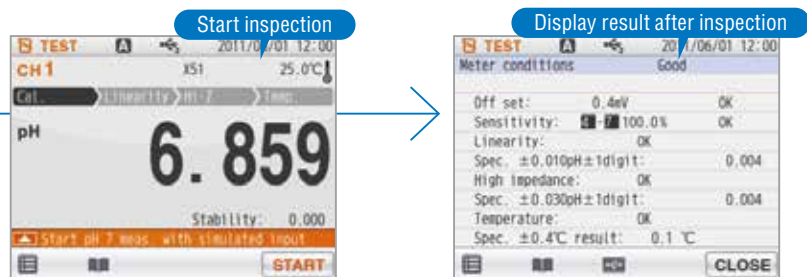 Start inspection
TEST A 2011/06/01 12:00
CH1 X51 25.0℃
Cal. Linearity Hi-Z Temp.
pH 6.859
Stability: 0.000
Start pH 7 meas. with simulated input
START
Display result after inspection
TEST A 2011/06/01 12:00
Meter conditions Good
Off set: 0.4mV OK
Sensitivity: 4-7 100.0% OK
Linearity: OK
Spec. ±0.010pH±1digit: 0.004
High impedance: OK
Spec. ±0.030pH±1digit: 0.004
Temperature: OK
Spec. ±0.4℃ result: 0.1 ℃
CLOSE